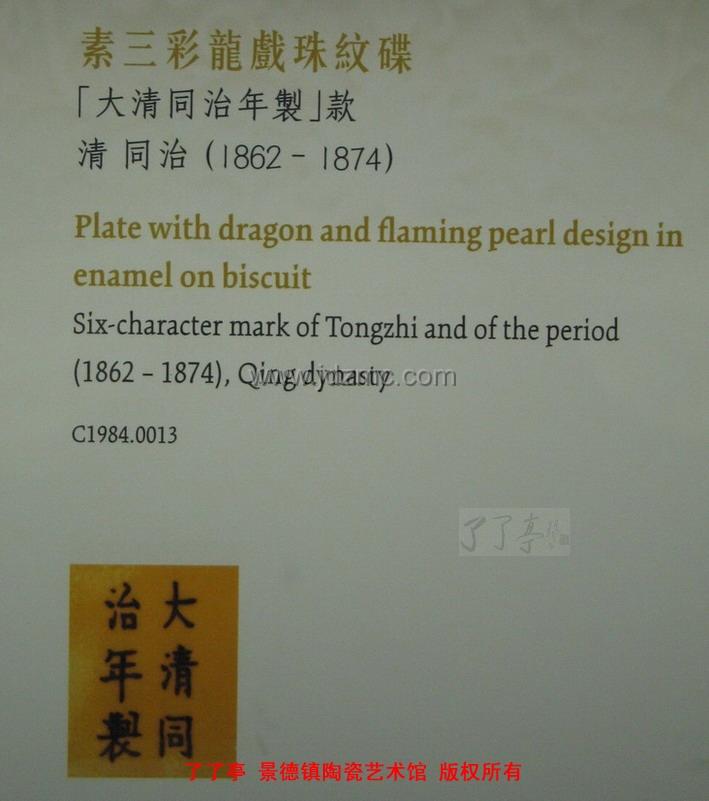 素三彩龍戲珠紋碟
「大清同治年製」款
清 同治 (1862 – 1874)
Plate with dragon and flaming pearl design in
enamel on biscuit
Six-character mark of Tongzhi and of the period
(1862 – 1874), Qing dynasty
C1984.0013
了了亭
大清同
治年製
了了亭 景德镇陶瓷艺术馆 版权所有